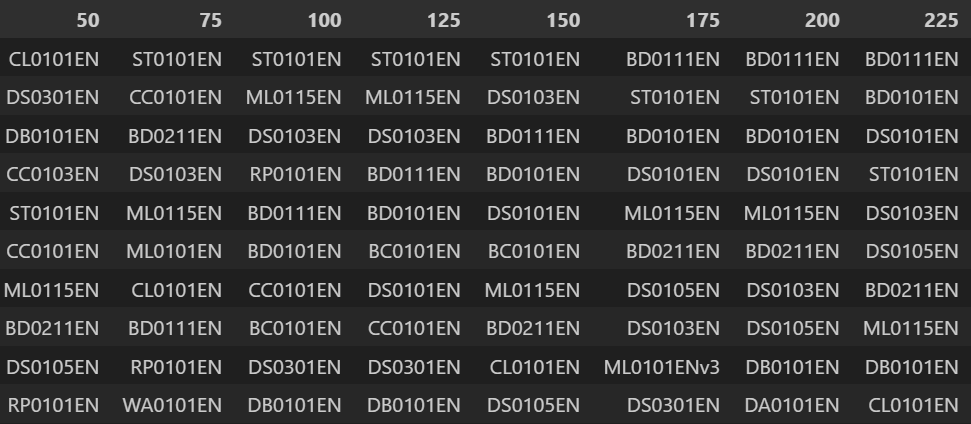 50 75 100 125 150 175 200 225
CL0101EN ST0101EN ST0101EN ST0101EN ST0101EN BD0111EN BD0111EN BD0111EN
DS0301EN CC0101EN ML0115EN ML0115EN DS0103EN ST0101EN ST0101EN BD0101EN
DB0101EN BD0211EN DS0103EN DS0103EN BD0111EN BD0101EN BD0101EN DS0101EN
CC0103EN DS0103EN RP0101EN BD0111EN BD0101EN DS0101EN DS0101EN ST0101EN
ST0101EN ML0115EN BD0111EN BD0101EN DS0101EN ML0115EN ML0115EN DS0103EN
CC0101EN ML0101EN BD0101EN BC0101EN BC0101EN BD0211EN BD0211EN DS0105EN
ML0115EN CL0101EN CC0101EN DS0101EN ML0115EN DS0105EN DS0103EN BD0211EN
BD0211EN BD0111EN BC0101EN CC0101EN BD0211EN DS0103EN DS0105EN ML0115EN
DS0105EN RP0101EN DS0301EN DS0301EN CL0101EN ML0101ENv3 DB0101EN DB0101EN
RP0101EN WA0101EN DB0101EN DB0101EN DS0105EN DS0301EN DA0101EN CL0101EN